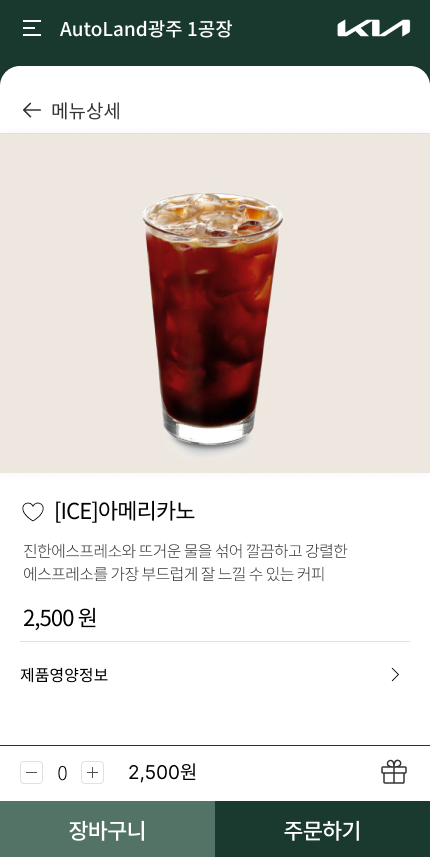 AutoLand광주 1공장
KIA
메뉴상세
[ICE]아메리카노
진한에스프레소와 뜨거운 물을 섞어 깔끔하고 강렬한
에스프레소를 가장 부드럽게 잘 느낄 수 있는 커피
2,500 원
제품영양정보
0
2,500원
장바구니
주문하기